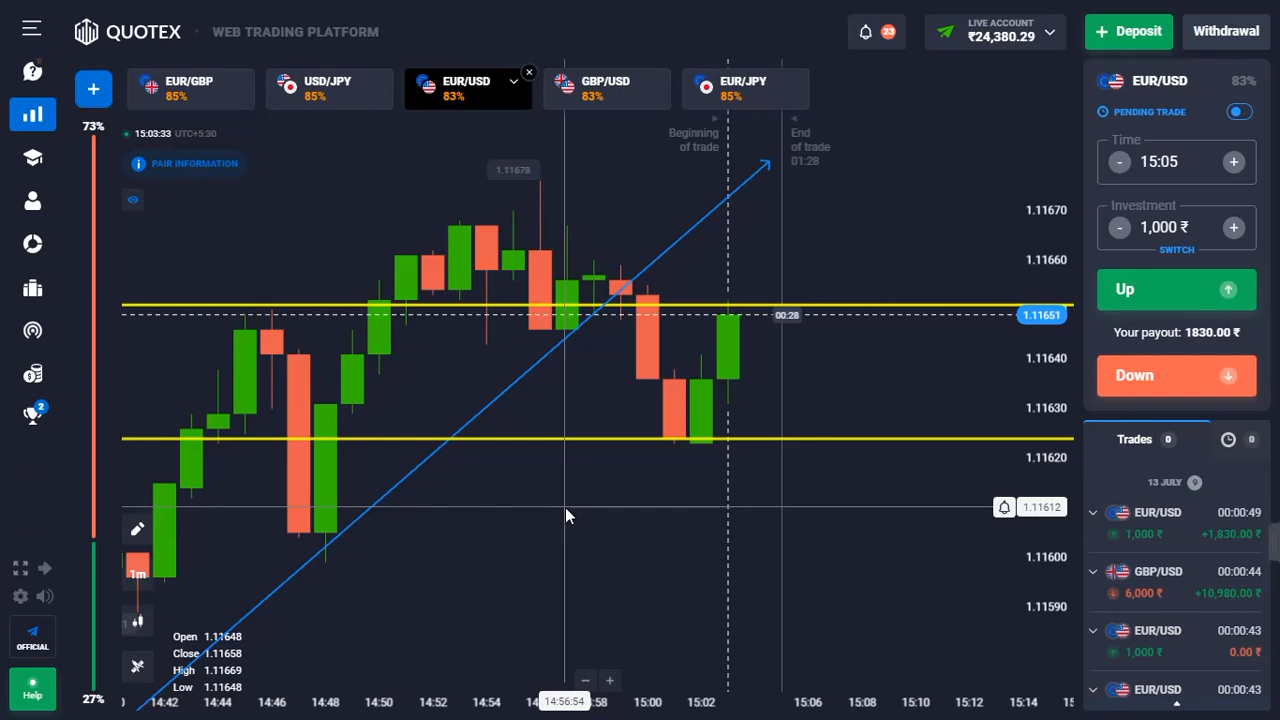 QUOTEX
WEB TRADING PLATFORM
23
LIVE ACCOUNT
₹24,380.29
+ Deposit
Withdrawal
+
EUR/GBP
85%
USD/JPY
85%
EUR/USD
83%
GBP/USD
83%
EUR/JPY
85%
73%
15:03:33 UTC+5:30
PAIR INFORMATION
Beginning
of trade
End
of trade
01:28
1.11678
1.11670
1.11660
1.11651
1.11640
1.11630
1.11620
1.11612
1.11600
1.11590
00:28
1m
Open 1.11648
Close 1.11658
High 1.11669
Low 1.11648
14:42
14:44
14:46
14:48
14:50
14:52
14:54
14:56:54
:58
15:00
15:02
15:06
15:08
15:10
15:12
15:14
15
27%
2
OFFICIAL
Help
EUR/USD
83%
PENDING TRADE
Time
- 15:05 +
Investment
- 1,000 ₹ +
SWITCH
Up
Your payout: 1830.00 ₹
Down
Trades 0
0
13 JULY 9
EUR/USD 00:00:49
1,000 ₹ +1,830.00 ₹
GBP/USD 00:00:44
6,000 ₹ +10,980.00 ₹
EUR/USD 00:00:43
1,000 ₹ 0.00 ₹
EUR/USD 00:00:43